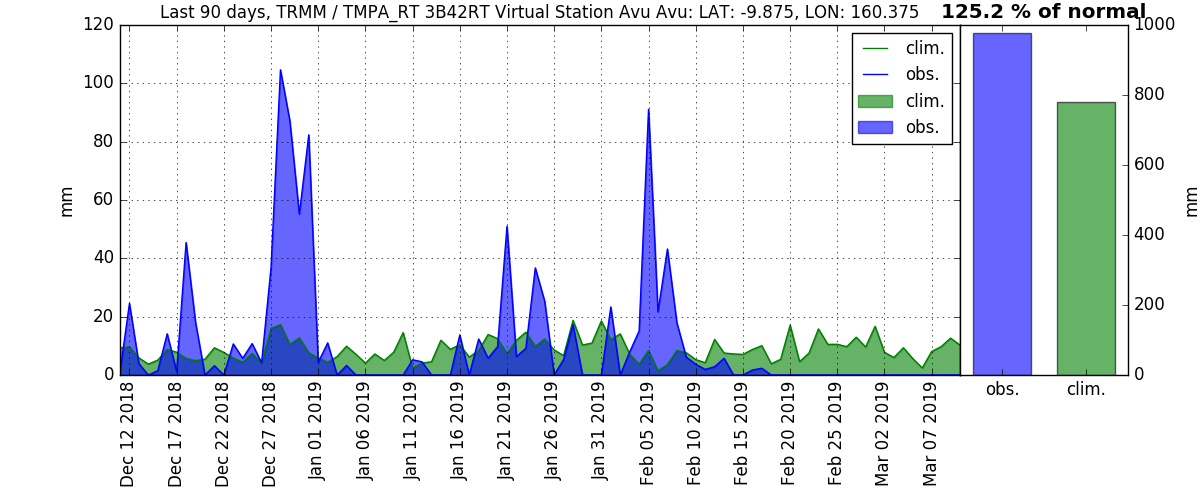 Last 90 days, TRMM / TMPA_RT 3B42RT Virtual Station Avu Avu: LAT: -9.875, LON: 160.375
125.2 % of normal
120
100
80
60
40
20
0
mm
clim.
obs.
clim.
obs.
1000
800
600
400
200
0
mm
Dec 12 2018
Dec 17 2018
Dec 22 2018
Dec 27 2018
Jan 01 2019
Jan 06 2019
Jan 11 2019
Jan 16 2019
Jan 21 2019
Jan 26 2019
Jan 31 2019
Feb 05 2019
Feb 10 2019
Feb 15 2019
Feb 20 2019
Feb 25 2019
Mar 02 2019
Mar 07 2019
obs.
clim.